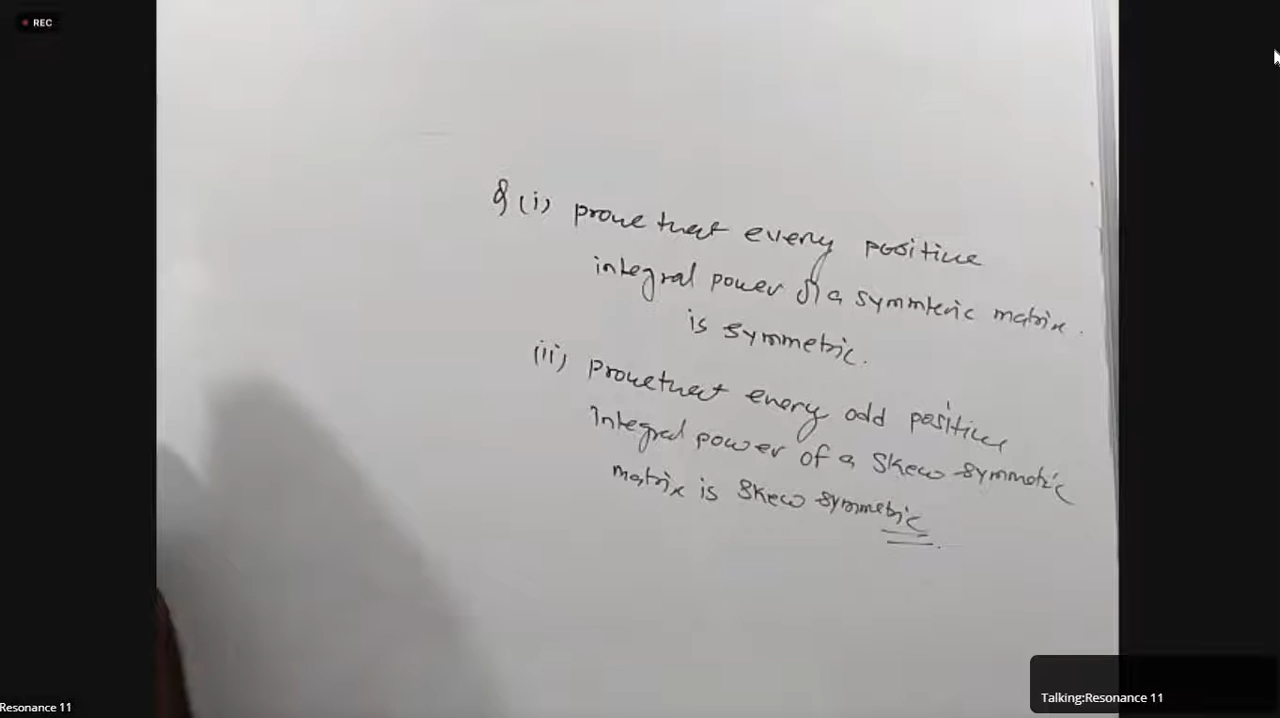 REC
Q (i) prove that every positive
integral power of a symmteric matrix.
is symmetric.
(ii) prove that every odd positive
Integral power of a skew symmetric
matrix is skew symmetric
Talking:Resonance 11
Resonance 11